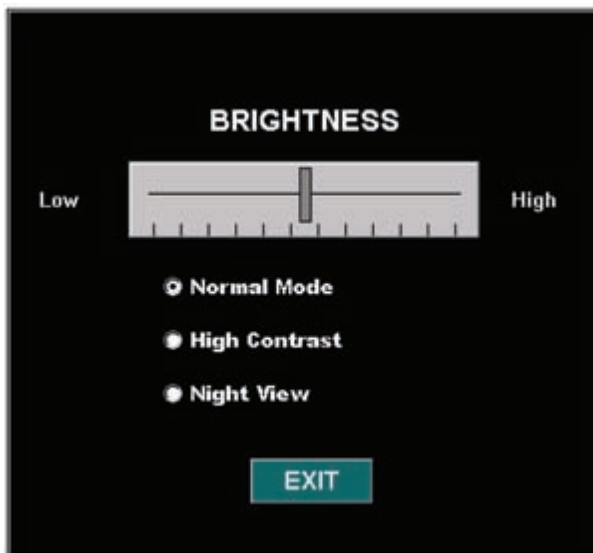 BRIGHTNESS
Low High
Normal Mode
High Contrast
Night View
EXIT